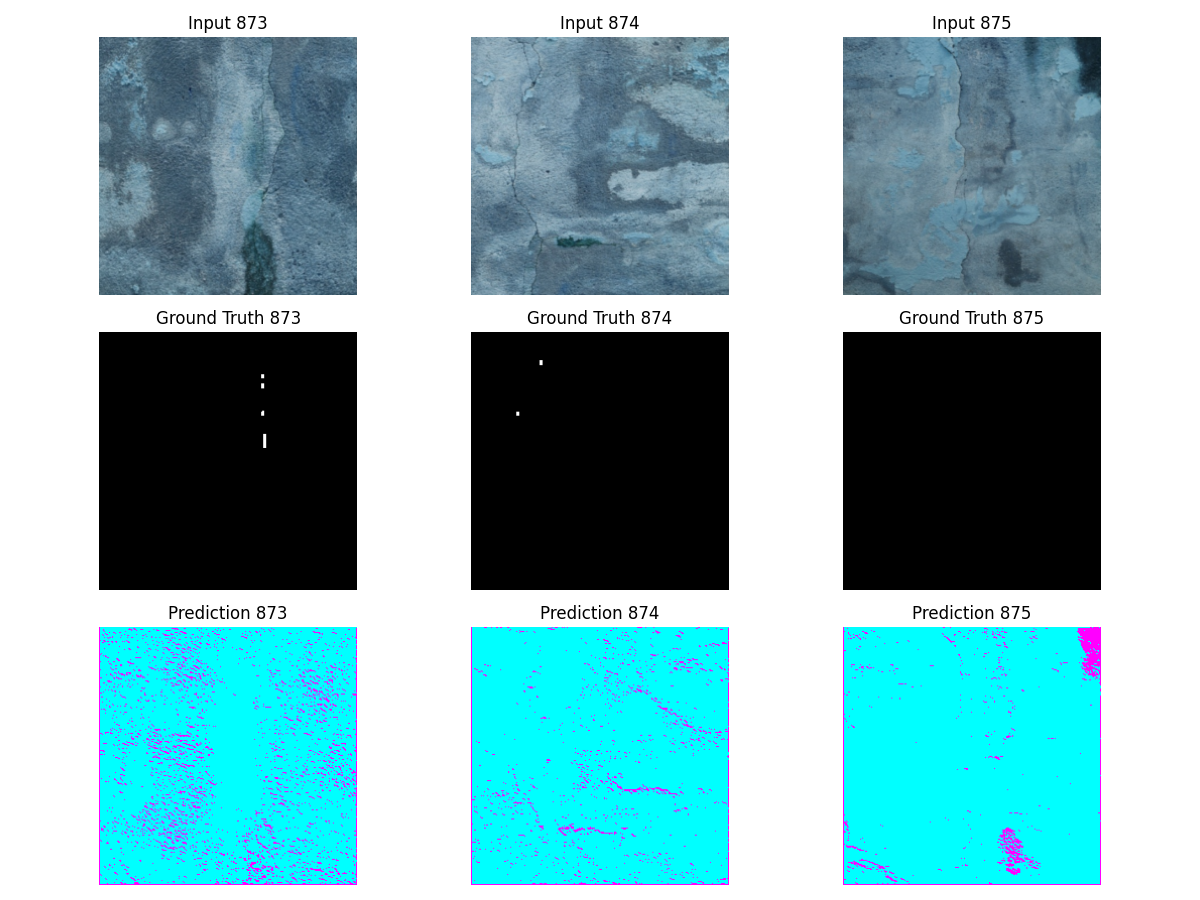 Input 873
Input 874
Input 875
Ground Truth 873
Ground Truth 874
Ground Truth 875
Prediction 873
Prediction 874
Prediction 875